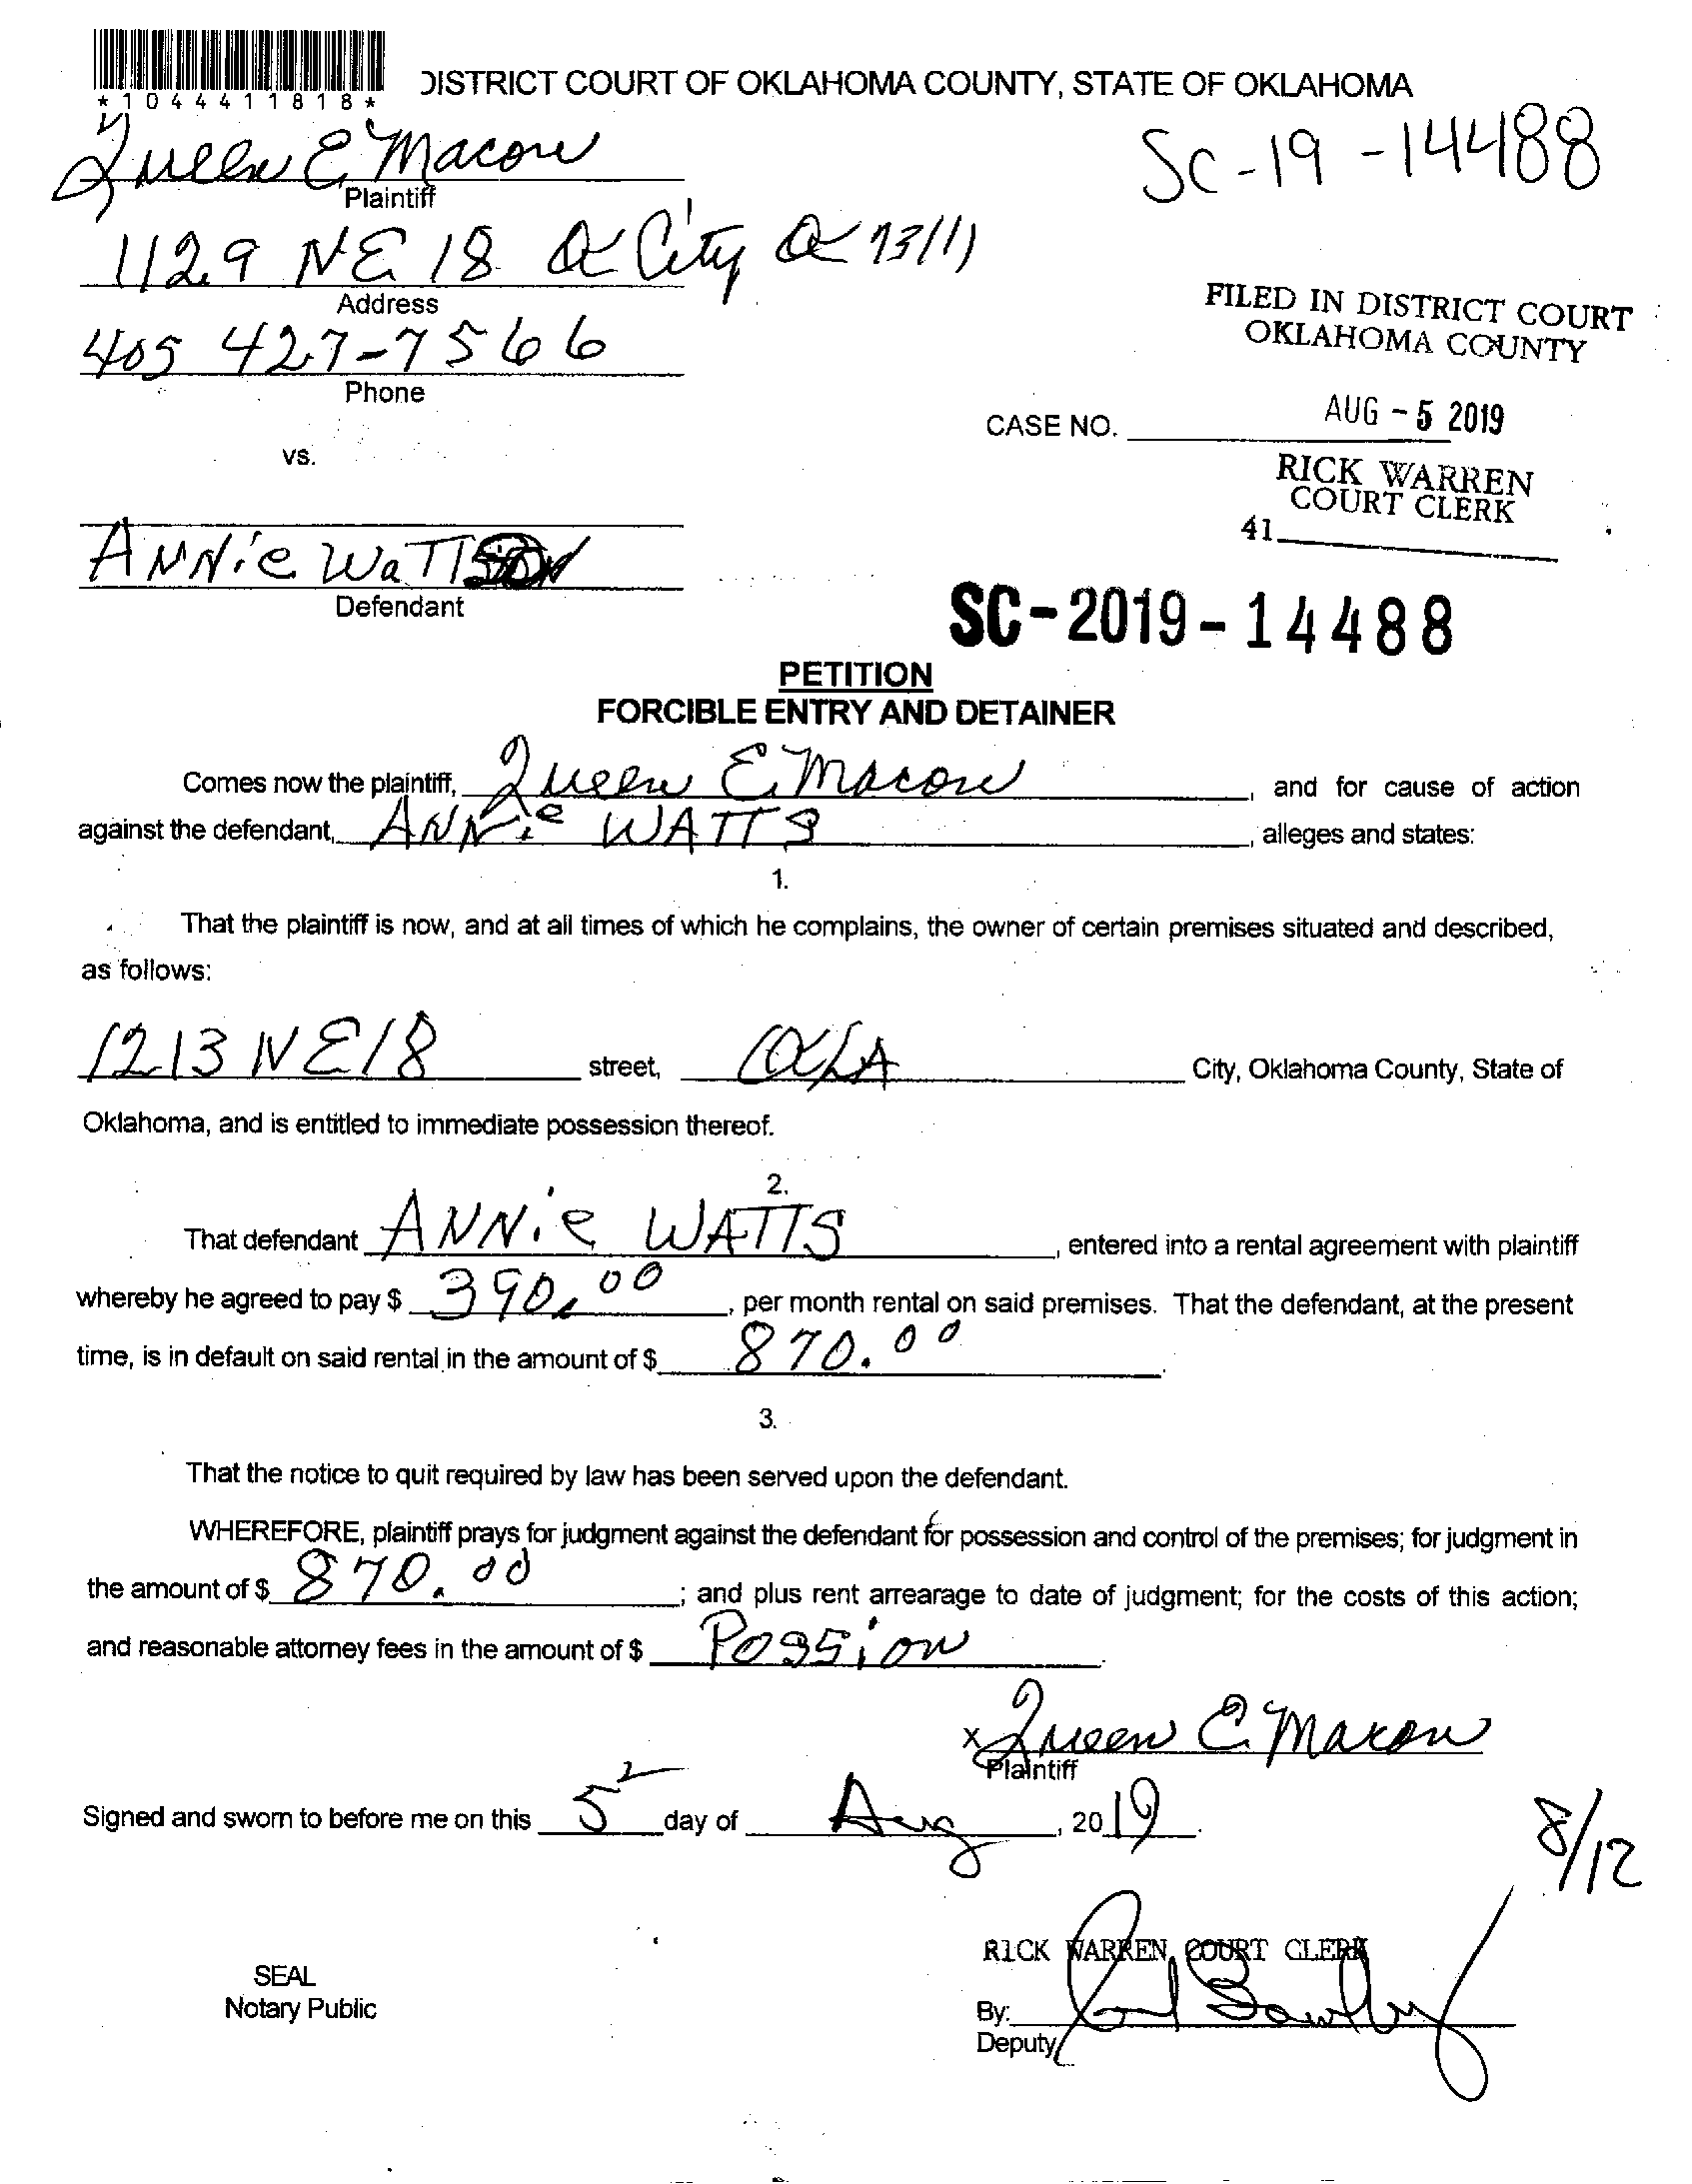 *1044411818*
DISTRICT COURT OF OKLAHOMA COUNTY, STATE OF OKLAHOMA
Queen E Macon
SC-19-14488
Plaintiff
1129 NE 18 City 73111
Address
405 427-7566
Phone
FILED IN DISTRICT COURT
OKLAHOMA COUNTY
AUG - 5 2019
CASE NO.
vs.
RICK WARREN
COURT CLERK
41
ANNie
Defendant
SC-2019-14488
PETITION
FORCIBLE ENTRY AND DETAINER
Comes now the plaintiff, Queen E. Macon, and for cause of action
against the defendant, ANNie WATTS, alleges and states:
1.
That the plaintiff is now, and at all times of which he complains, the owner of certain premises situated and described,
as follows:
1213 NE 18 street, OKLA City, Oklahoma County, State of
Oklahoma, and is entitled to immediate possession thereof.
2.
That defendant ANNie WATTS, entered into a rental agreement with plaintiff
whereby he agreed to pay $ 390.00, per month rental on said premises. That the defendant, at the present
time, is in default on said rental in the amount of $ 870.00.
3.
That the notice to quit required by law has been served upon the defendant.
WHEREFORE, plaintiff prays for judgment against the defendant for possession and control of the premises; for judgment in
the amount of $ 870.00; and plus rent arrearage to date of judgment; for the costs of this action;
and reasonable attorney fees in the amount of $ Possion.
x Queen E Macon
Plaintiff
Signed and sworn to before me on this 5 day of Aug, 2019.
8/12
RICK WARREN, COURT CLERK
SEAL
Notary Public
By:
Deputy